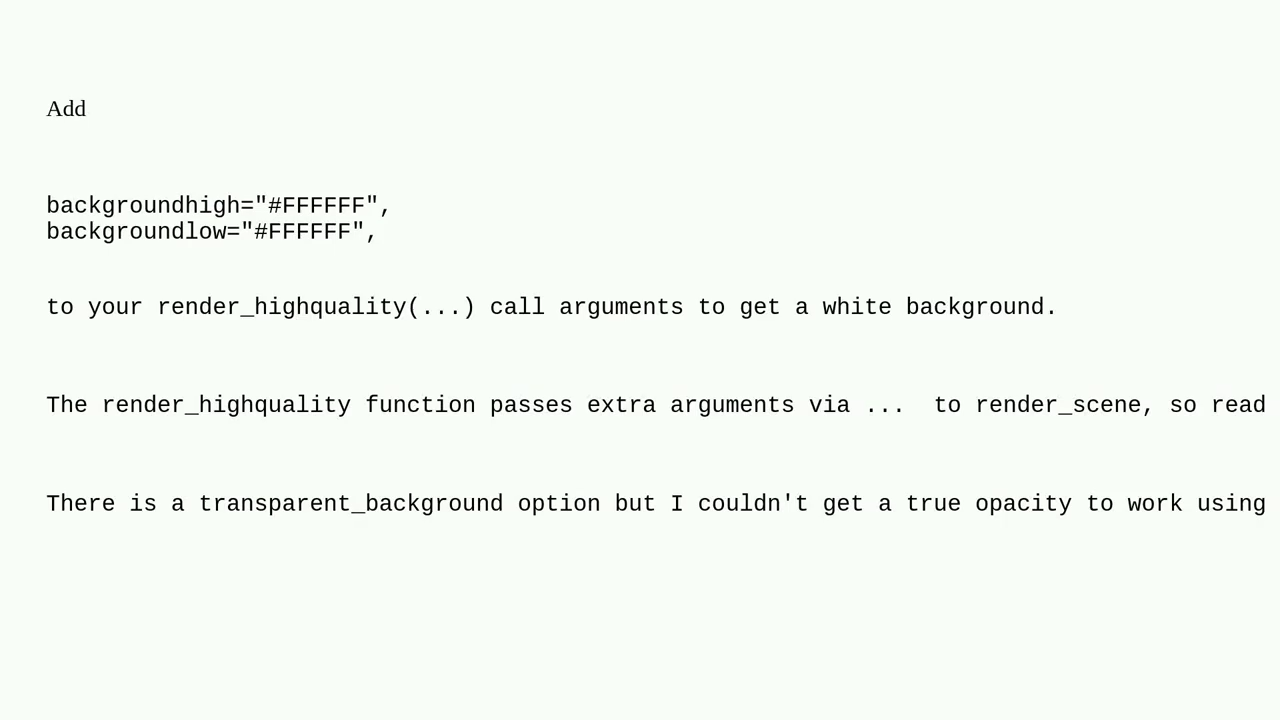 Add
backgroundhigh="#FFFFFF",
backgroundlow="#FFFFFF",
to your render_highquality(...) call arguments to get a white background.
The render_highquality function passes extra arguments via ...  to render_scene, so read
There is a transparent_background option but I couldn't get a true opacity to work using